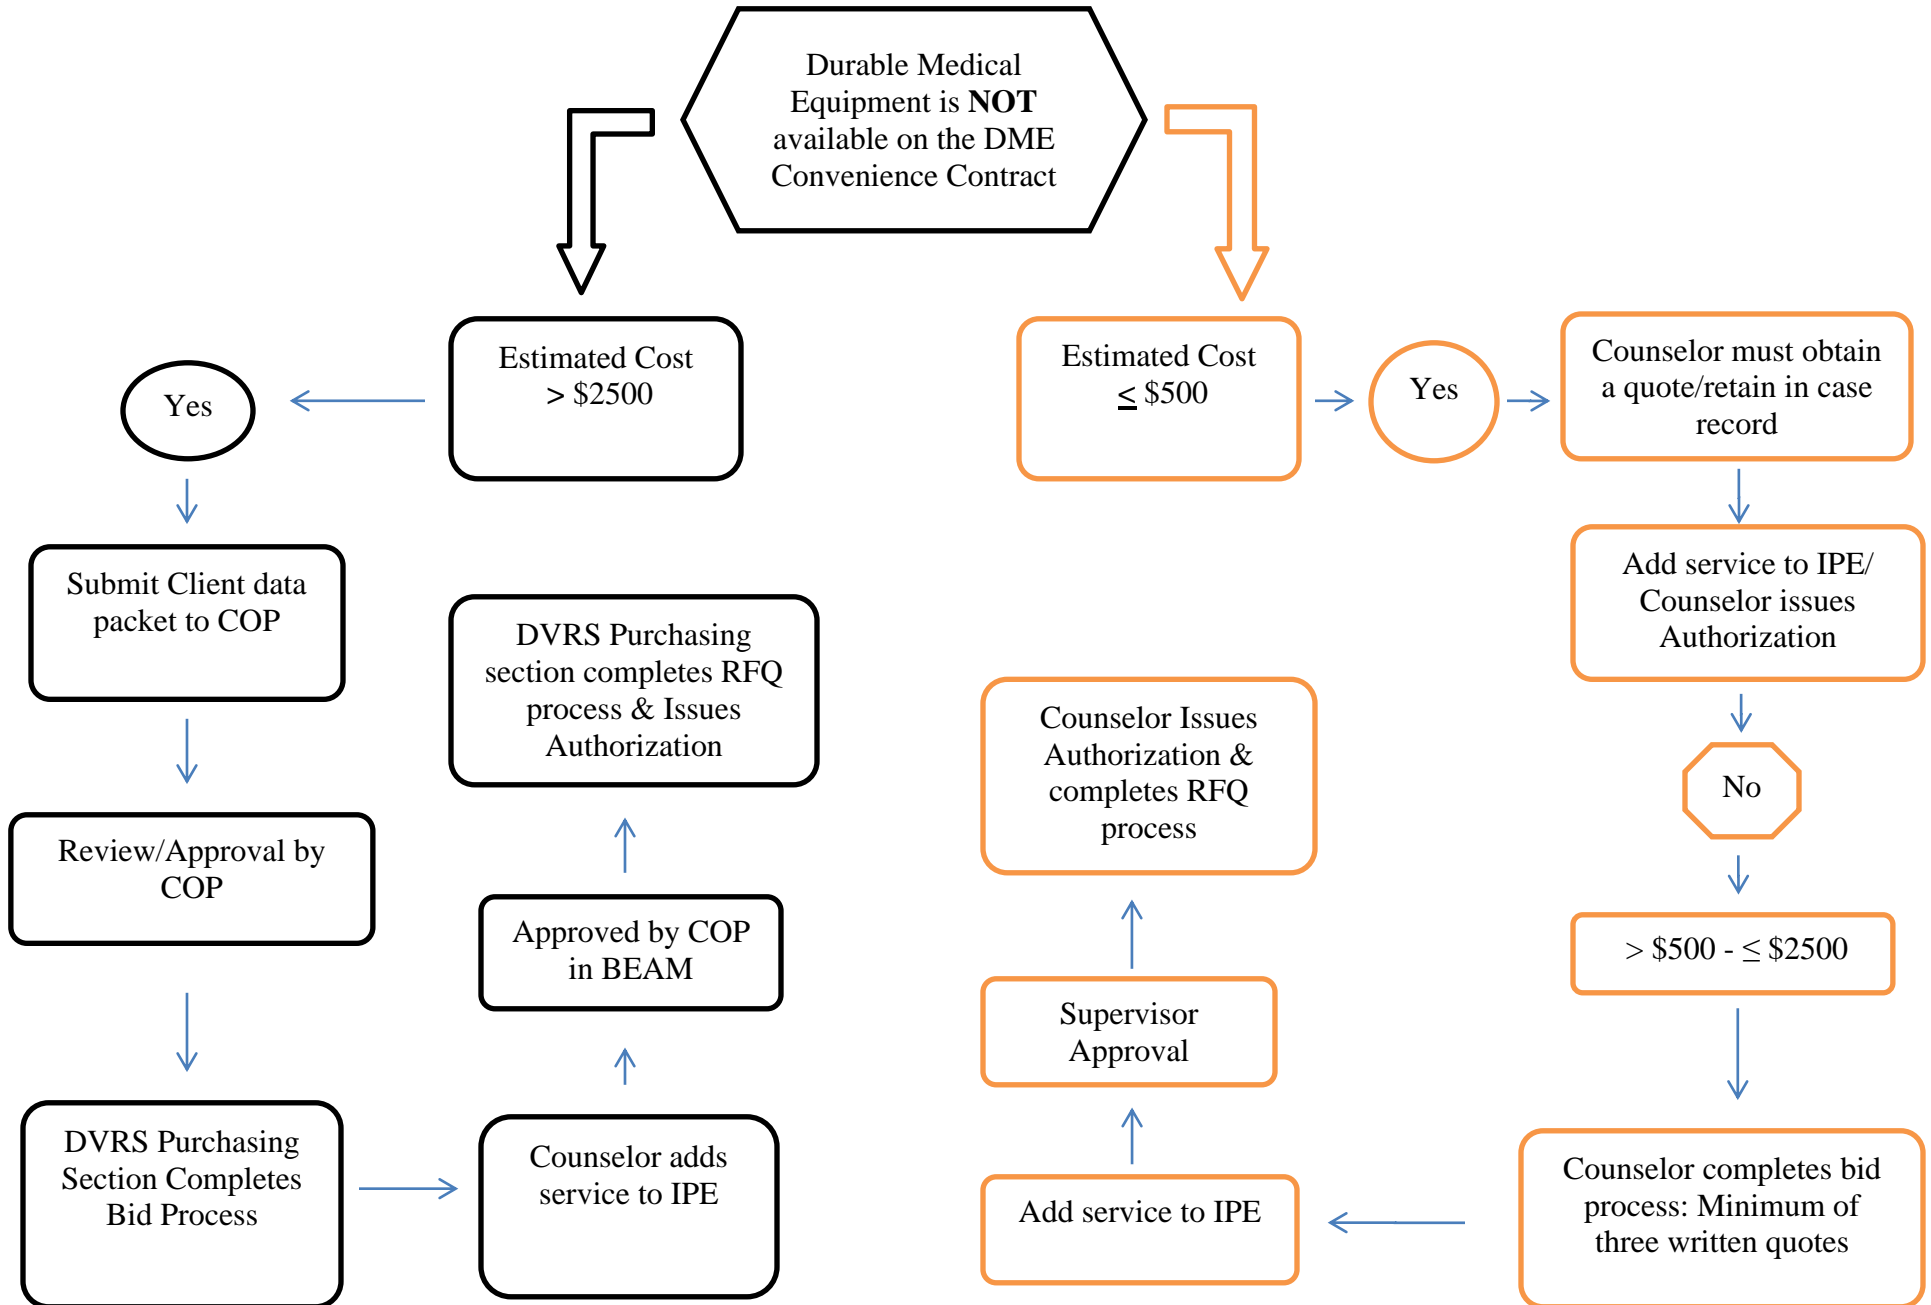 Durable Medical
Equipment is NOT
available on the DME
Convenience Contract
Estimated Cost
> $2500
Yes
Submit Client data
packet to COP
Review/Approval by
COP
DVRS Purchasing
Section Completes
Bid Process
Counselor adds
service to IPE
Approved by COP
in BEAM
DVRS Purchasing
section completes RFQ
process & Issues
Authorization
Estimated Cost
≤ $500
Yes
Counselor must obtain
a quote/retain in case
record
Add service to IPE/
Counselor issues
Authorization
No
> $500 - ≤ $2500
Counselor completes bid
process: Minimum of
three written quotes
Add service to IPE
Supervisor
Approval
Counselor Issues
Authorization &
completes RFQ
process